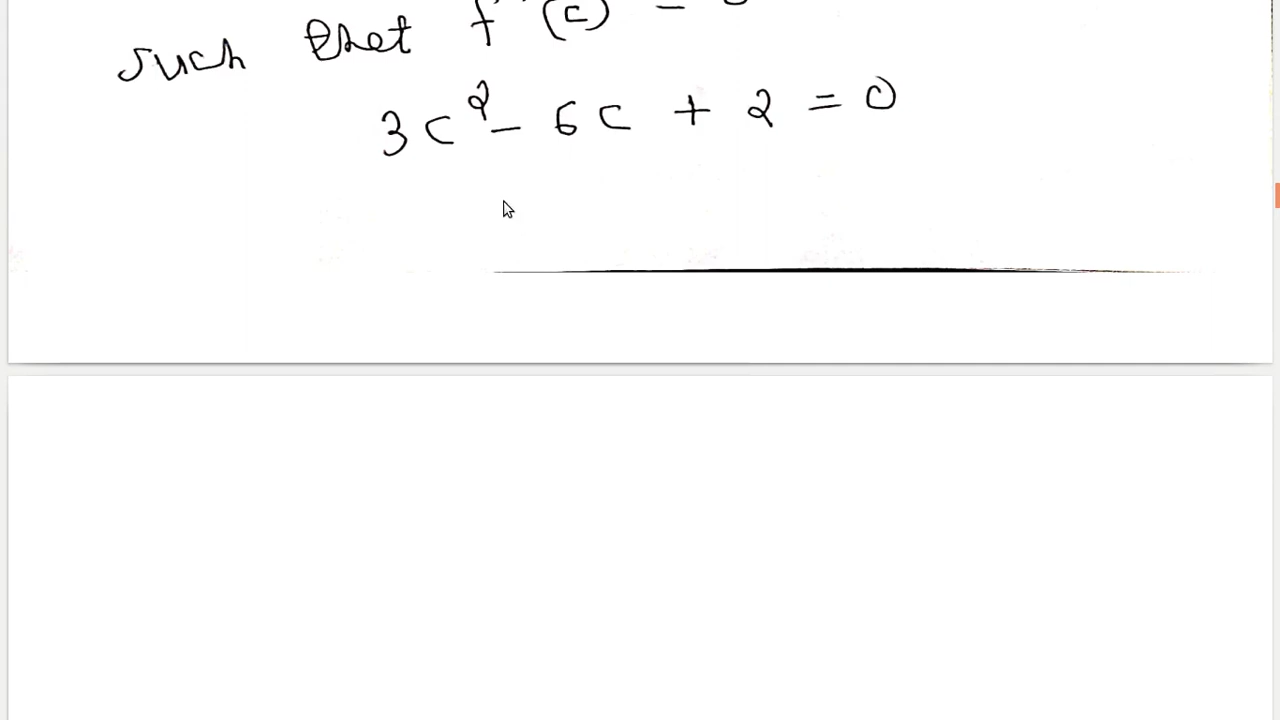 such that f'(c) = 0
3c² - 6c + 2 = 0